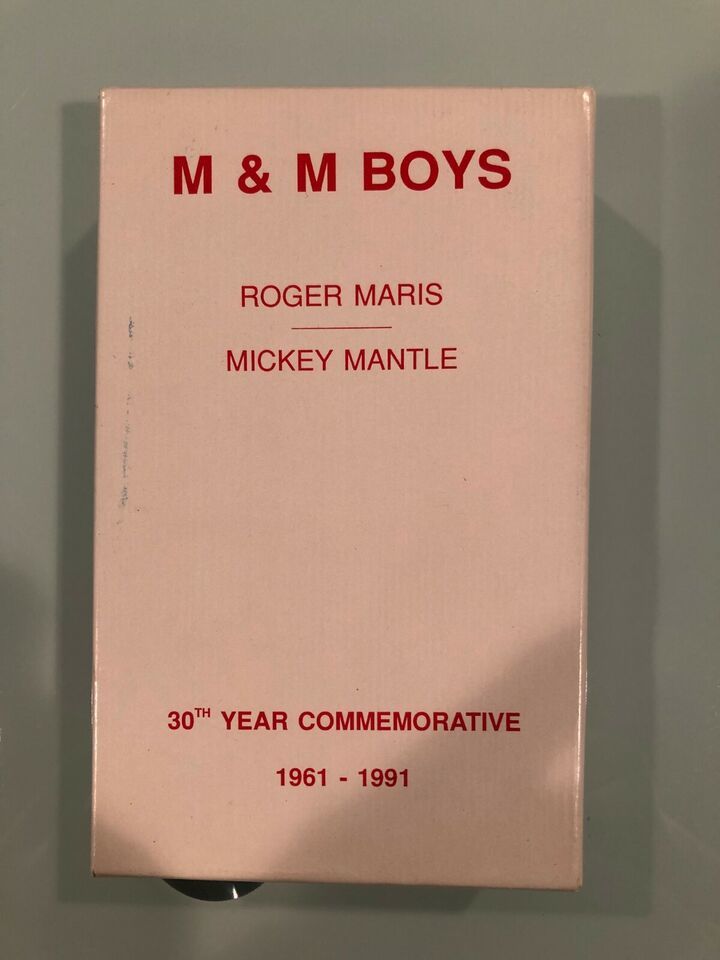 M & M BOYS
ROGER MARIS
MICKEY MANTLE
30TH YEAR COMMEMORATIVE
1961 - 1991